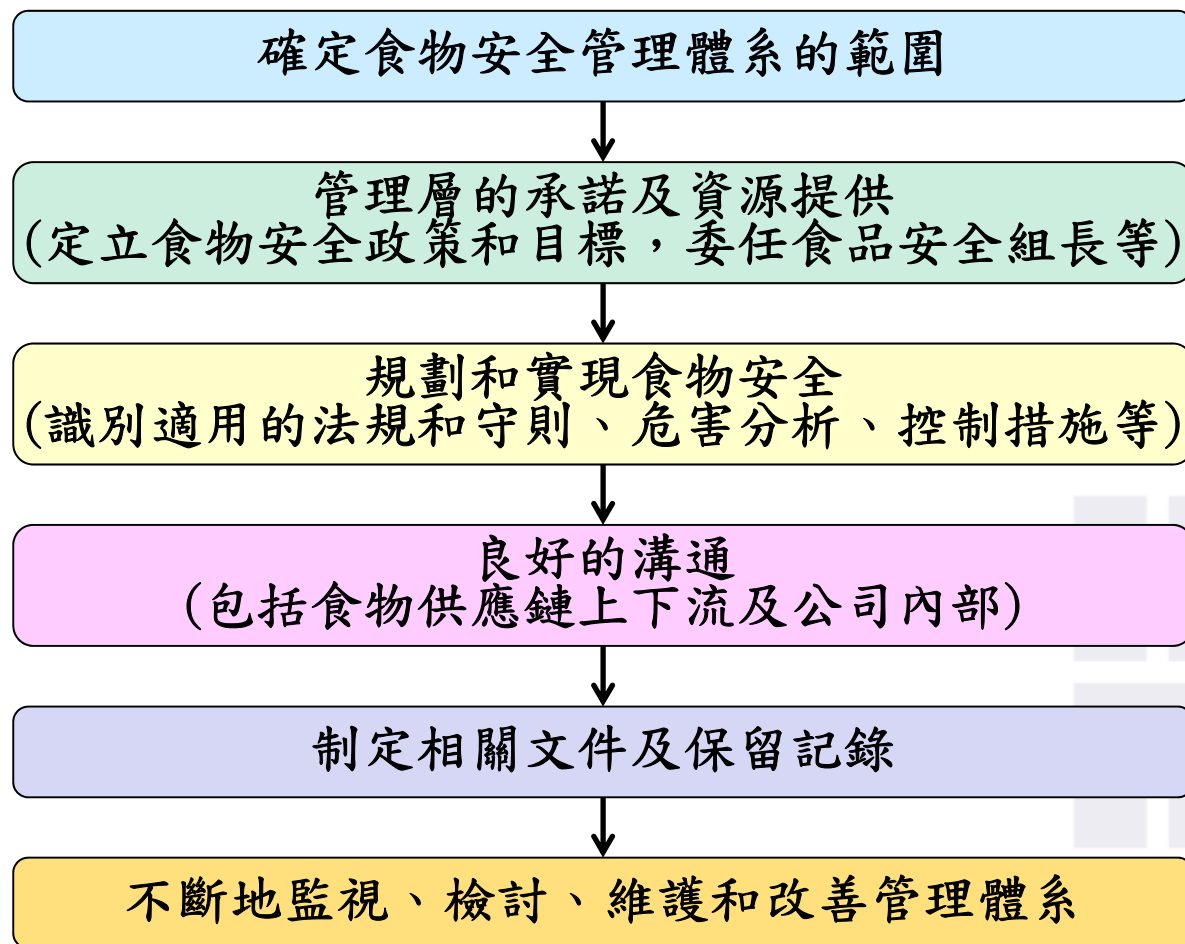 確定食物安全管理體系的範圍
管理層的承諾及資源提供
(定立食物安全政策和目標，委任食品安全組長等)
規劃和實現食物安全
(識別適用的法規和守則、危害分析、控制措施等)
良好的溝通
(包括食物供應鏈上下流及公司內部)
制定相關文件及保留記錄
不斷地監視、檢討、維護和改善管理體系